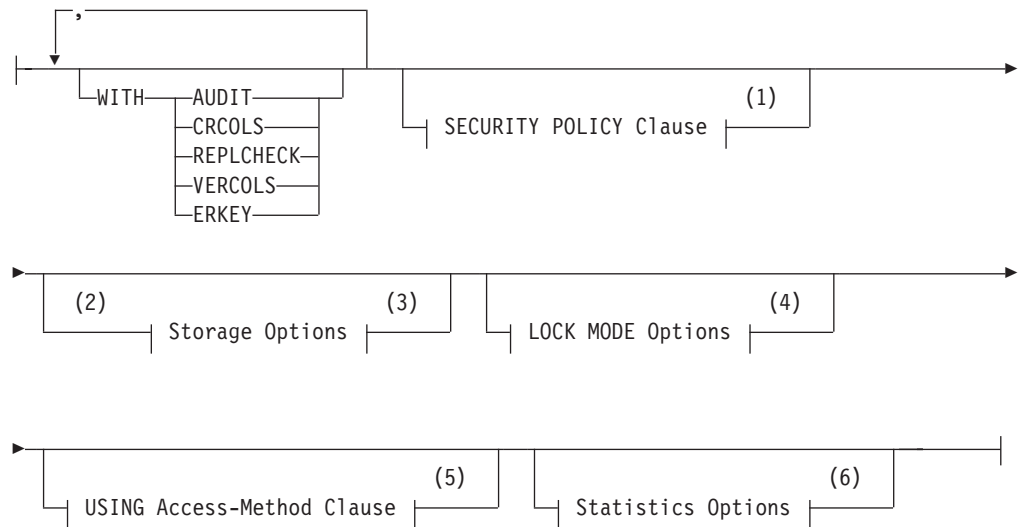 ,
WITH AUDIT
CRCOLS
REPLCHECK
VERCOLS
ERKEY
(1)
SECURITY POLICY Clause
(2) (3)
Storage Options
(4)
LOCK MODE Options
(5)
USING Access-Method Clause
(6)
Statistics Options